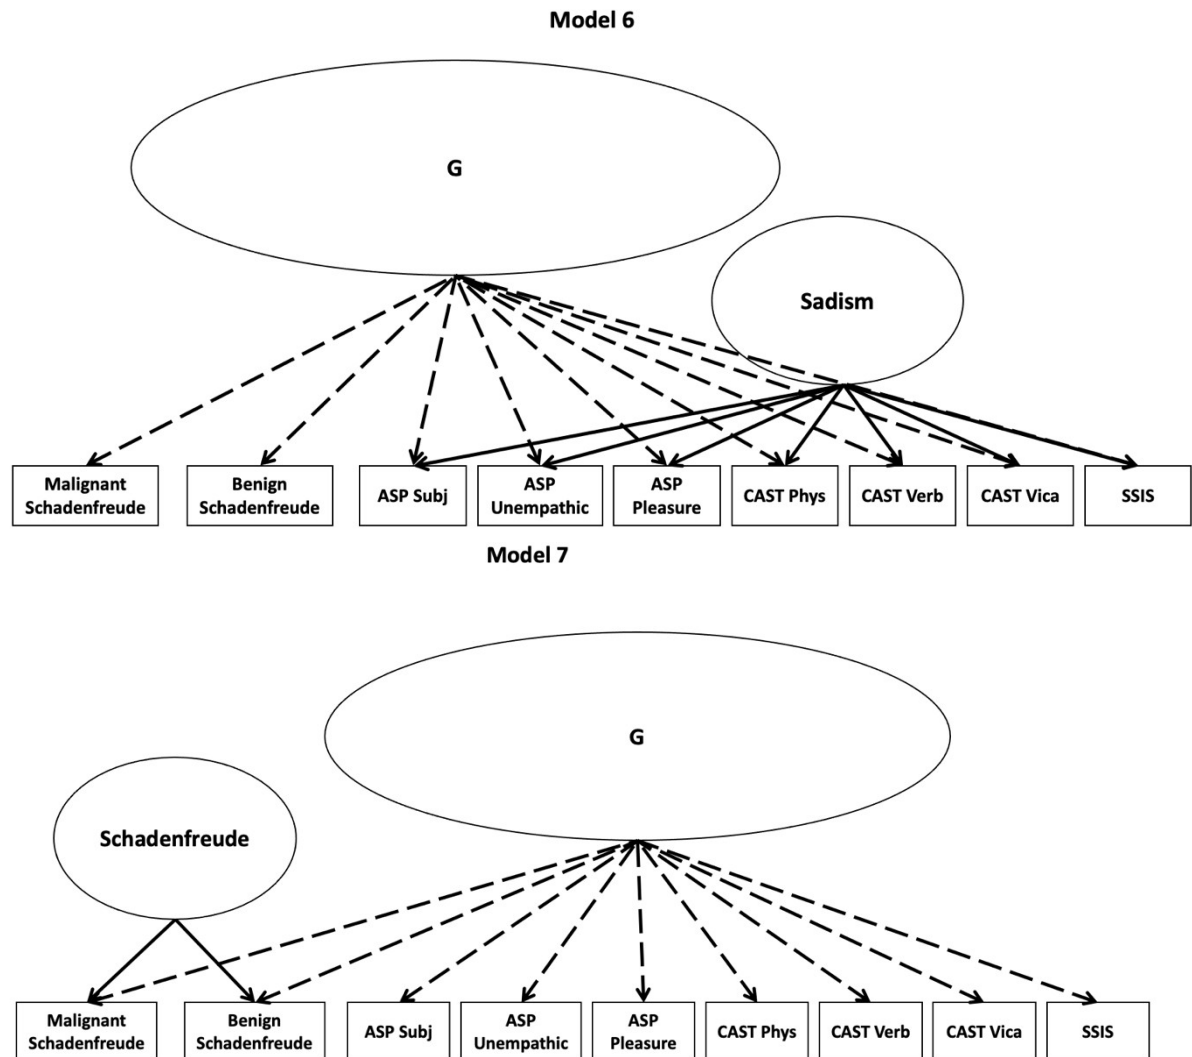 Model 6
G
Sadism
Malignant
Schadenfreude
Benign
Schadenfreude
ASP Subj
ASP
Unempathic
ASP
Pleasure
CAST Phys
CAST Verb
CAST Vica
SSIS
Model 7
G
Schadenfreude
Malignant
Schadenfreude
Benign
Schadenfreude
ASP Subj
ASP
Unempathic
ASP
Pleasure
CAST Phys
CAST Verb
CAST Vica
SSIS